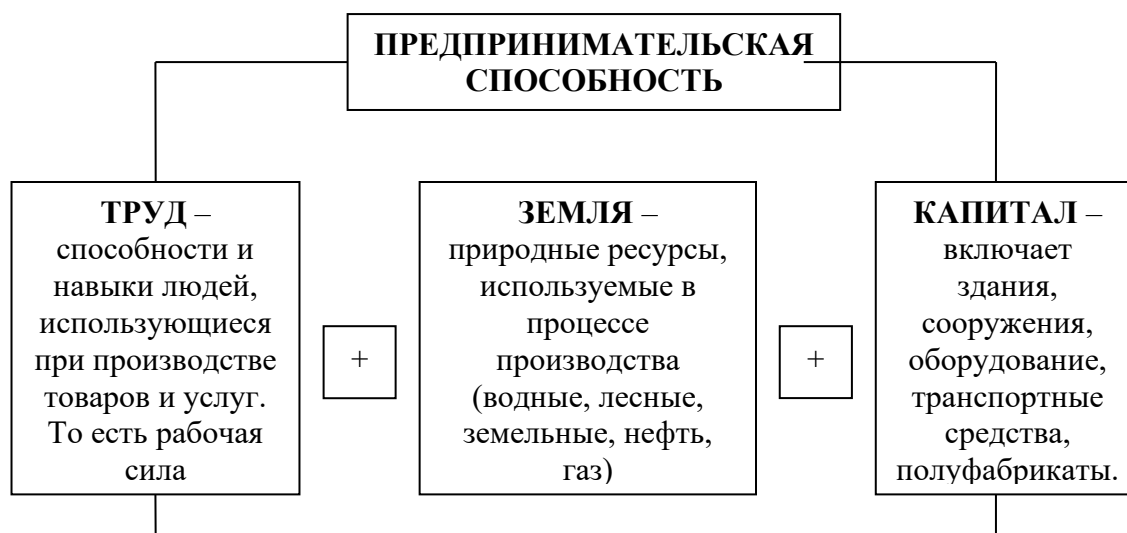 ПРЕДПРИНИМАТЕЛЬСКАЯ
СПОСОБНОСТЬ
ТРУД –
способности и
навыки людей,
использующиеся
при производстве
товаров и услуг.
То есть рабочая
сила
+
ЗЕМЛЯ –
природные ресурсы,
используемые в
процессе
производства
(водные, лесные,
земельные, нефть,
газ)
+
КАПИТАЛ –
включает
здания,
сооружения,
оборудование,
транспортные
средства,
полуфабрикаты.